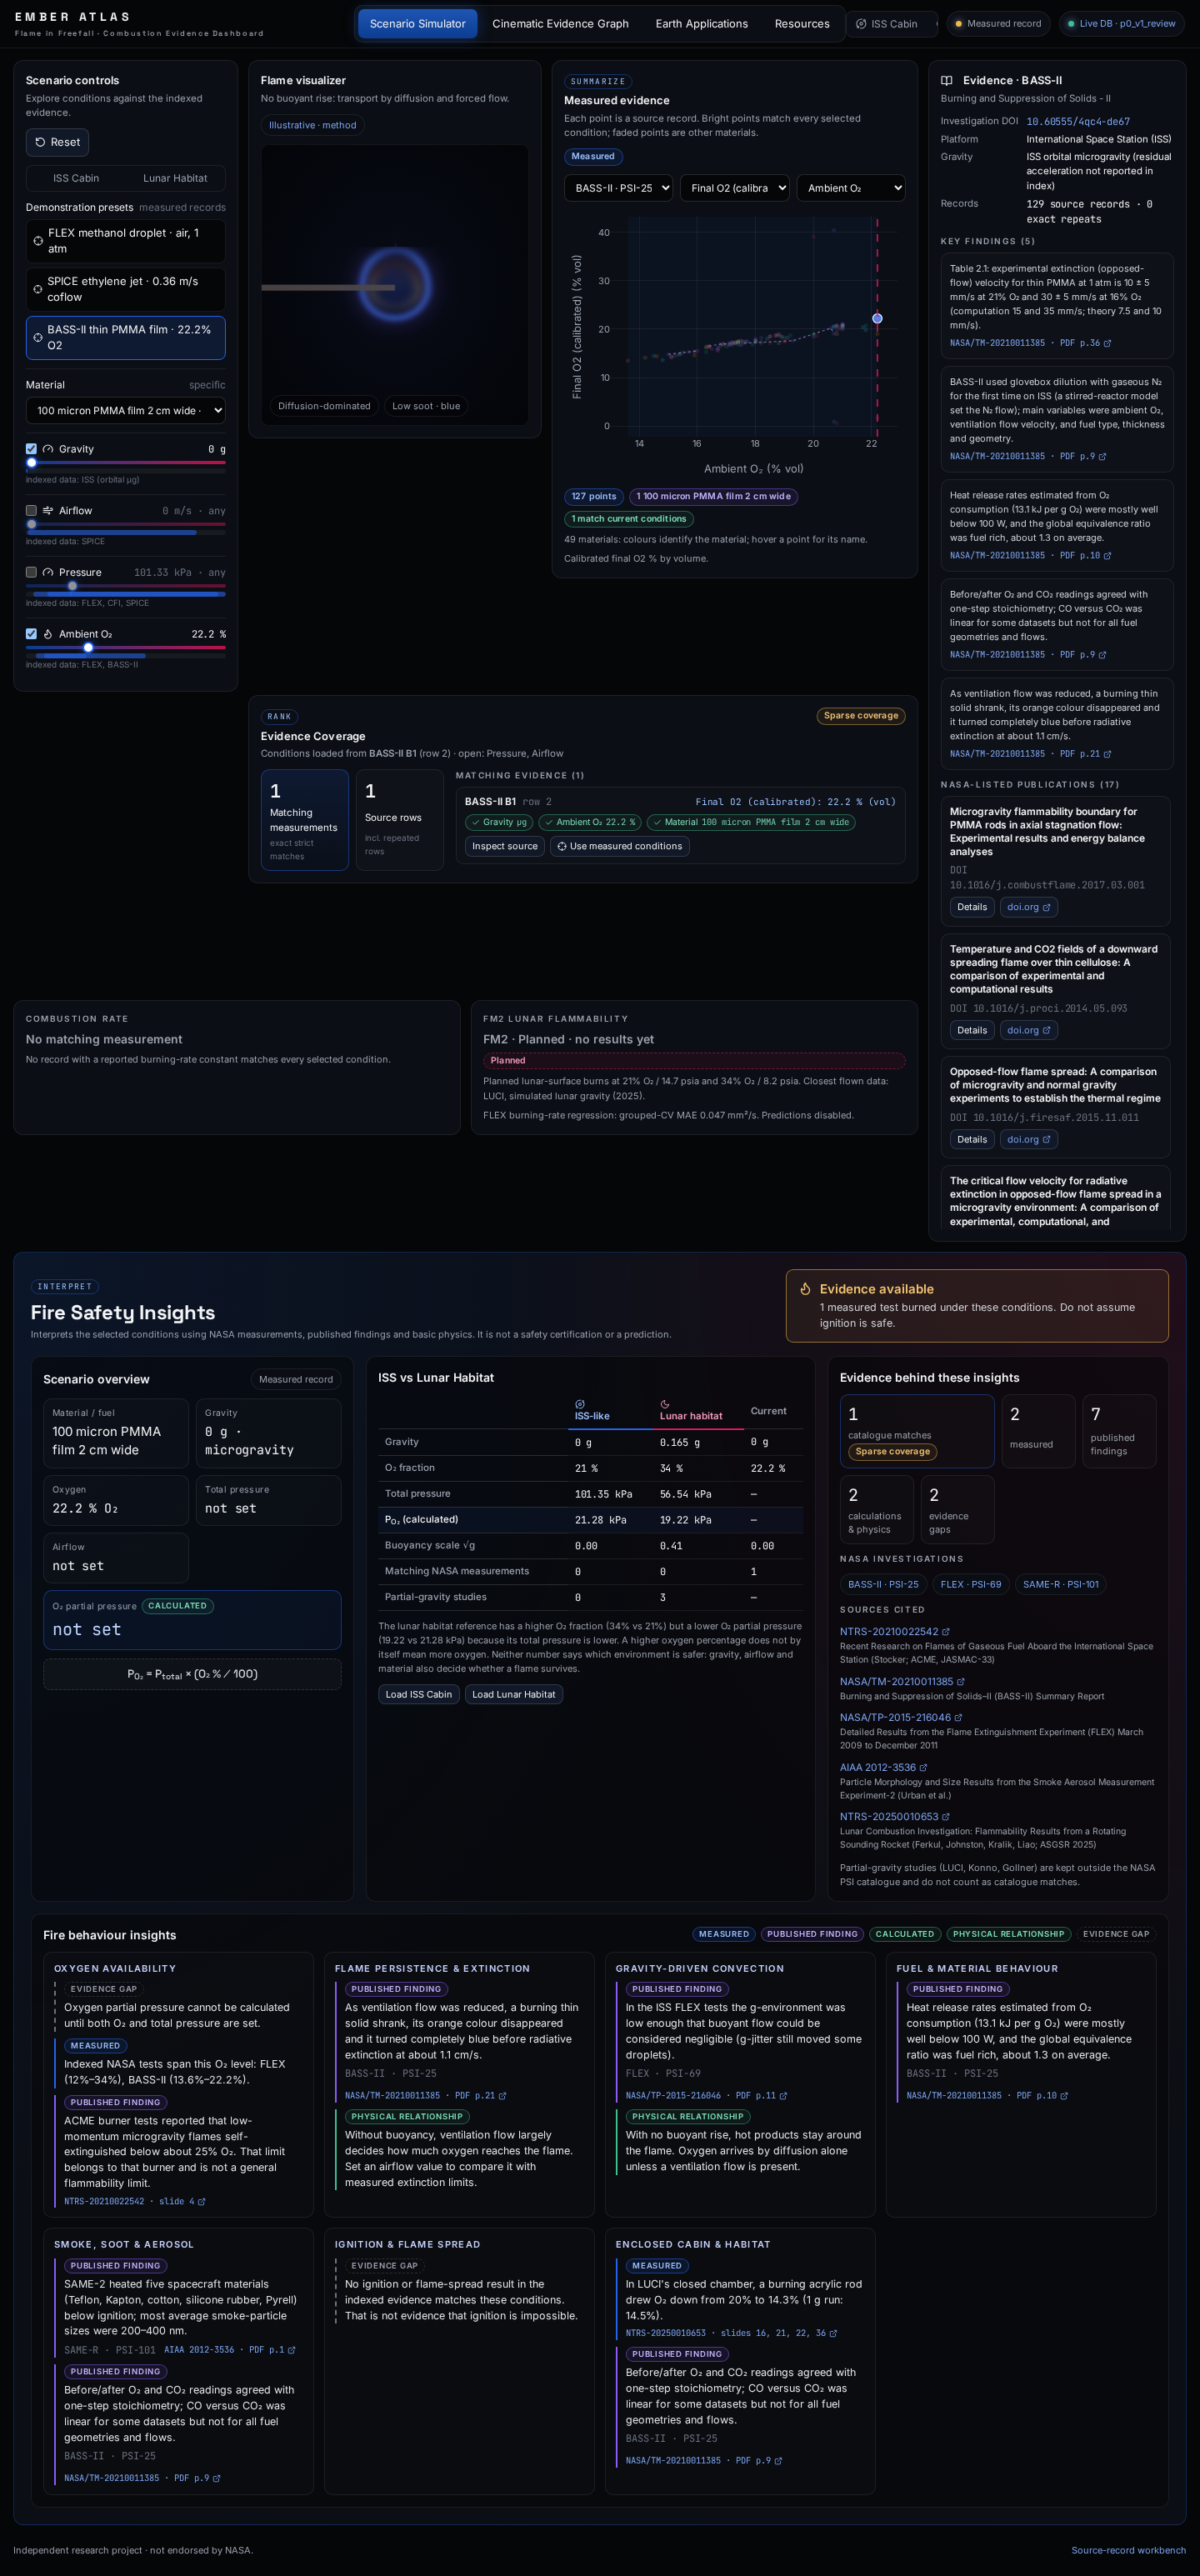 EMBER ATLAS
Flame in Freefall · Combustion Evidence Dashboard
Scenario Simulator
Cinematic Evidence Graph
Earth Applications
Resources
ISS Cabin
Measured record
Live DB · p0_v1_review
Scenario controls
Explore conditions against the indexed
evidence.
Reset
ISS Cabin
Lunar Habitat
Demonstration presets measured records
FLEX methanol droplet · air, 1
atm
SPICE ethylene jet · 0.36 m/s
coflow
BASS-II thin PMMA film · 22.2%
O2
Material specific
100 micron PMMA film 2 cm wide ·
Gravity 0 g
indexed data: ISS (orbital µg)
Airflow 0 m/s · any
indexed data: SPICE
Pressure 101.33 kPa · any
indexed data: FLEX, CFI, SPICE
Ambient O₂ 22.2 %
indexed data: FLEX, BASS-II
Flame visualizer
No buoyant rise: transport by diffusion and forced flow.
Illustrative · method
Diffusion-dominated
Low soot · blue
SUMMARIZE
Measured evidence
Each point is a source record. Bright points match every selected
condition; faded points are other materials.
Measured
BASS-II · PSI-25
Final O2 (calibra
Ambient O₂
Final O2 (calibrated) (% vol)
40
30
20
10
0
14
16
18
20
22
Ambient O₂ (% vol)
127 points
1 100 micron PMMA film 2 cm wide
1 match current conditions
49 materials: colours identify the material; hover a point for its name.
Calibrated final O2 % by volume.
RANK
Sparse coverage
Evidence Coverage
Conditions loaded from BASS-II B1 (row 2) · open: Pressure, Airflow
1
Matching
measurements
exact strict
matches
1
Source rows
incl. repeated
rows
MATCHING EVIDENCE (1)
BASS-II B1 row 2
Final O2 (calibrated): 22.2 % (vol)
Gravity µg
Ambient O₂ 22.2 %
Material 100 micron PMMA film 2 cm wide
Inspect source
Use measured conditions
COMBUSTION RATE
No matching measurement
No record with a reported burning-rate constant matches every selected condition.
FM2 LUNAR FLAMMABILITY
FM2 · Planned · no results yet
Planned
Planned lunar-surface burns at 21% O₂ / 14.7 psia and 34% O₂ / 8.2 psia. Closest flown data:
LUCI, simulated lunar gravity (2025).
FLEX burning-rate regression: grouped-CV MAE 0.047 mm²/s. Predictions disabled.
Evidence · BASS-II
Burning and Suppression of Solids - II
Investigation DOI 10.60555/4qc4-de67
Platform International Space Station (ISS)
Gravity ISS orbital microgravity (residual
acceleration not reported in
index)
Records 129 source records · 0
exact repeats
KEY FINDINGS (5)
Table 2.1: experimental extinction (opposed-
flow) velocity for thin PMMA at 1 atm is 10 ± 5
mm/s at 21% O₂ and 30 ± 5 mm/s at 16% O₂
(computation 15 and 35 mm/s; theory 7.5 and 10
mm/s).
NASA/TM-20210011385 · PDF p.36
BASS-II used glovebox dilution with gaseous N₂
for the first time on ISS (a stirred-reactor model
set the N₂ flow); main variables were ambient O₂,
ventilation flow velocity, and fuel type, thickness
and geometry.
NASA/TM-20210011385 · PDF p.9
Heat release rates estimated from O₂
consumption (13.1 kJ per g O₂) were mostly well
below 100 W, and the global equivalence ratio
was fuel rich, about 1.3 on average.
NASA/TM-20210011385 · PDF p.10
Before/after O₂ and CO₂ readings agreed with
one-step stoichiometry; CO versus CO₂ was
linear for some datasets but not for all fuel
geometries and flows.
NASA/TM-20210011385 · PDF p.9
As ventilation flow was reduced, a burning thin
solid shrank, its orange colour disappeared and
it turned completely blue before radiative
extinction at about 1.1 cm/s.
NASA/TM-20210011385 · PDF p.21
NASA-LISTED PUBLICATIONS (17)
Microgravity flammability boundary for
PMMA rods in axial stagnation flow:
Experimental results and energy balance
analyses
DOI
10.1016/j.combustflame.2017.03.001
Details
doi.org
Temperature and CO2 fields of a downward
spreading flame over thin cellulose: A
comparison of experimental and
computational results
DOI 10.1016/j.proci.2014.05.093
Details
doi.org
Opposed-flow flame spread: A comparison
of microgravity and normal gravity
experiments to establish the thermal regime
DOI 10.1016/j.firesaf.2015.11.011
Details
doi.org
The critical flow velocity for radiative
extinction in opposed-flow flame spread in a
microgravity environment: A comparison of
experimental, computational, and
INTERPRET
Fire Safety Insights
Interprets the selected conditions using NASA measurements, published findings and basic physics. It is not a safety certification or a prediction.
Evidence available
1 measured test burned under these conditions. Do not assume
ignition is safe.
Scenario overview
Measured record
Material / fuel
100 micron PMMA
film 2 cm wide
Gravity
0 g ·
microgravity
Oxygen
22.2 % O₂
Total pressure
not set
Airflow
not set
O₂ partial pressure CALCULATED
not set
P_O₂ = P_total × (O₂ % / 100)
ISS vs Lunar Habitat
ISS-like
Lunar habitat
Current
Gravity 0 g 0.165 g 0 g
O₂ fraction 21 % 34 % 22.2 %
Total pressure 101.35 kPa 56.54 kPa —
P_O₂ (calculated) 21.28 kPa 19.22 kPa —
Buoyancy scale √g 0.00 0.41 0.00
Matching NASA measurements 0 0 1
Partial-gravity studies 0 3 —
The lunar habitat reference has a higher O₂ fraction (34% vs 21%) but a lower O₂ partial pressure
(19.22 vs 21.28 kPa) because its total pressure is lower. A higher oxygen percentage does not by
itself mean more oxygen. Neither number says which environment is safer: gravity, airflow and
material also decide whether a flame survives.
Load ISS Cabin
Load Lunar Habitat
Evidence behind these insights
1
catalogue matches
Sparse coverage
2
measured
7
published
findings
2
calculations
& physics
2
evidence
gaps
NASA INVESTIGATIONS
BASS-II · PSI-25
FLEX · PSI-69
SAME-R · PSI-101
SOURCES CITED
NTRS-20210022542
Recent Research on Flames of Gaseous Fuel Aboard the International Space
Station (Stocker; ACME, JASMAC-33)
NASA/TM-20210011385
Burning and Suppression of Solids–II (BASS-II) Summary Report
NASA/TP-2015-216046
Detailed Results from the Flame Extinguishment Experiment (FLEX) March
2009 to December 2011
AIAA 2012-3536
Particle Morphology and Size Results from the Smoke Aerosol Measurement
Experiment-2 (Urban et al.)
NTRS-20250010653
Lunar Combustion Investigation: Flammability Results from a Rotating
Sounding Rocket (Ferkul, Johnston, Kralik, Liao; ASGSR 2025)
Partial-gravity studies (LUCI, Konno, Gollner) are kept outside the NASA
PSI catalogue and do not count as catalogue matches.
Fire behaviour insights
MEASURED
PUBLISHED FINDING
CALCULATED
PHYSICAL RELATIONSHIP
EVIDENCE GAP
OXYGEN AVAILABILITY
EVIDENCE GAP
Oxygen partial pressure cannot be calculated
until both O₂ and total pressure are set.
MEASURED
Indexed NASA tests span this O₂ level: FLEX
(12%–34%), BASS-II (13.6%–22.2%).
PUBLISHED FINDING
ACME burner tests reported that low-
momentum microgravity flames self-
extinguished below about 25% O₂. That limit
belongs to that burner and is not a general
flammability limit.
NTRS-20210022542 · slide 4
FLAME PERSISTENCE & EXTINCTION
PUBLISHED FINDING
As ventilation flow was reduced, a burning thin
solid shrank, its orange colour disappeared
and it turned completely blue before radiative
extinction at about 1.1 cm/s.
BASS-II · PSI-25
NASA/TM-20210011385 · PDF p.21
PHYSICAL RELATIONSHIP
Without buoyancy, ventilation flow largely
decides how much oxygen reaches the flame.
Set an airflow value to compare it with
measured extinction limits.
GRAVITY-DRIVEN CONVECTION
PUBLISHED FINDING
In the ISS FLEX tests the g-environment was
low enough that buoyant flow could be
considered negligible (g-jitter still moved some
droplets).
FLEX · PSI-69
NASA/TP-2015-216046 · PDF p.11
PHYSICAL RELATIONSHIP
With no buoyant rise, hot products stay around
the flame. Oxygen arrives by diffusion alone
unless a ventilation flow is present.
FUEL & MATERIAL BEHAVIOUR
PUBLISHED FINDING
Heat release rates estimated from O₂
consumption (13.1 kJ per g O₂) were mostly
well below 100 W, and the global equivalence
ratio was fuel rich, about 1.3 on average.
BASS-II · PSI-25
NASA/TM-20210011385 · PDF p.10
SMOKE, SOOT & AEROSOL
PUBLISHED FINDING
SAME-2 heated five spacecraft materials
(Teflon, Kapton, cotton, silicone rubber, Pyrell)
below ignition; most average smoke-particle
sizes were 200–400 nm.
SAME-R · PSI-101 AIAA 2012-3536 · PDF p.1
PUBLISHED FINDING
Before/after O₂ and CO₂ readings agreed with
one-step stoichiometry; CO versus CO₂ was
linear for some datasets but not for all fuel
geometries and flows.
BASS-II · PSI-25
NASA/TM-20210011385 · PDF p.9
IGNITION & FLAME SPREAD
EVIDENCE GAP
No ignition or flame-spread result in the
indexed evidence matches these conditions.
That is not evidence that ignition is impossible.
ENCLOSED CABIN & HABITAT
MEASURED
In LUCI's closed chamber, a burning acrylic rod
drew O₂ down from 20% to 14.3% (1 g run:
14.5%).
NTRS-20250010653 · slides 16, 21, 22, 36
PUBLISHED FINDING
Before/after O₂ and CO₂ readings agreed with
one-step stoichiometry; CO versus CO₂ was
linear for some datasets but not for all fuel
geometries and flows.
BASS-II · PSI-25
NASA/TM-20210011385 · PDF p.9
Independent research project · not endorsed by NASA.
Source-record workbench